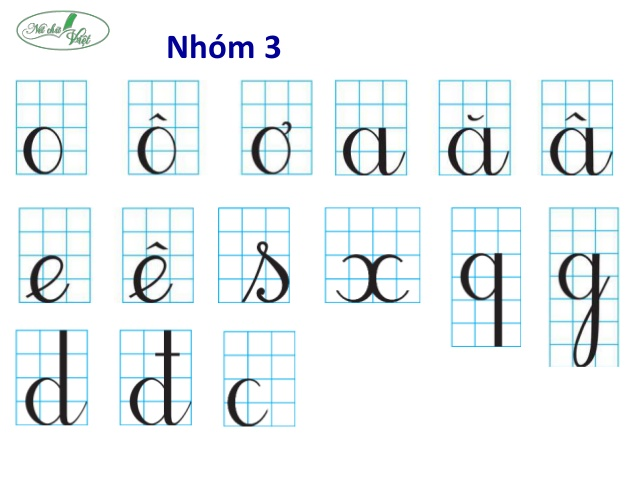 Nét chữ Việt
Nhóm 3
o ô ơ a ă â
e ê s x q g
d đ c